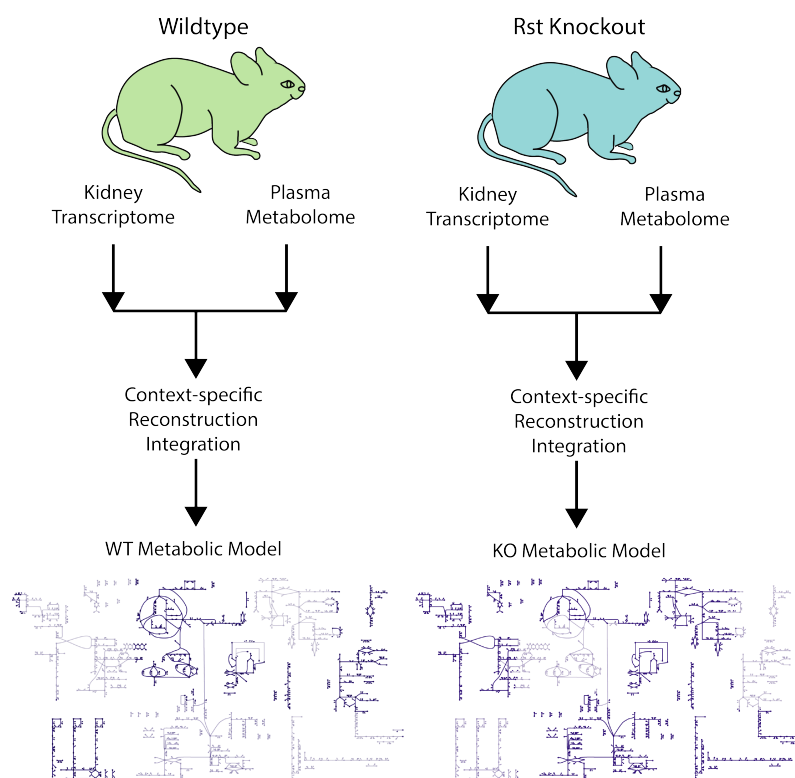 Wildtype
Rst Knockout
Kidney
Transcriptome
Plasma
Metabolome
Kidney
Transcriptome
Plasma
Metabolome
Context-specific
Reconstruction
Integration
Context-specific
Reconstruction
Integration
WT Metabolic Model
KO Metabolic Model